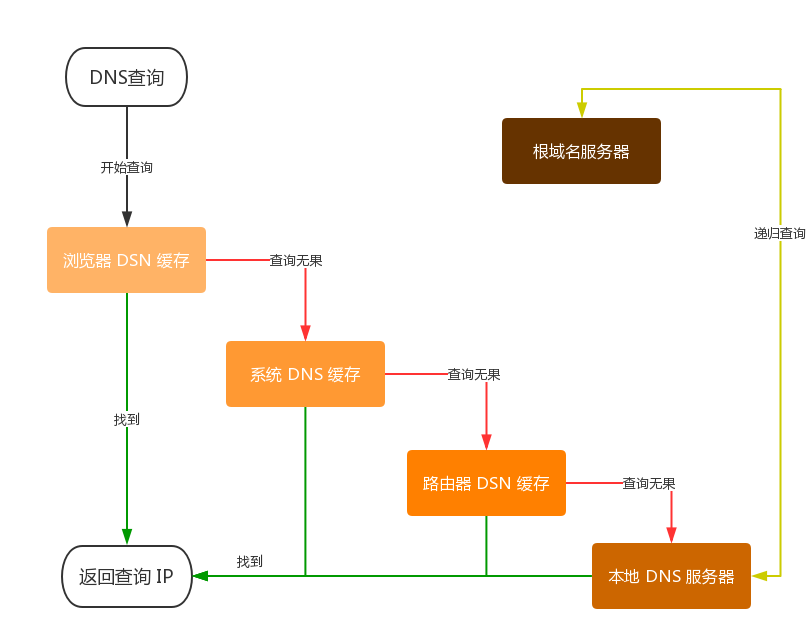 DNS查询
根域名服务器
开始查询
递归查询
浏览器 DSN 缓存
查询无果
系统 DNS 缓存
查询无果
找到
路由器 DSN 缓存
查询无果
找到
返回查询 IP
本地 DNS 服务器